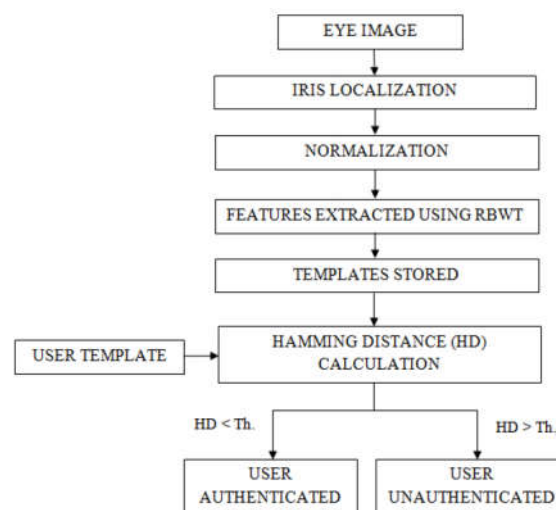 EYE IMAGE
IRIS LOCALIZATION
NORMALIZATION
FEATURES EXTRACTED USING RBWT
TEMPLATES STORED
USER TEMPLATE
HAMMING DISTANCE (HD)
CALCULATION
HD < Th.
HD > Th.
USER
AUTHENTICATED
USER
UNAUTHENTICATED